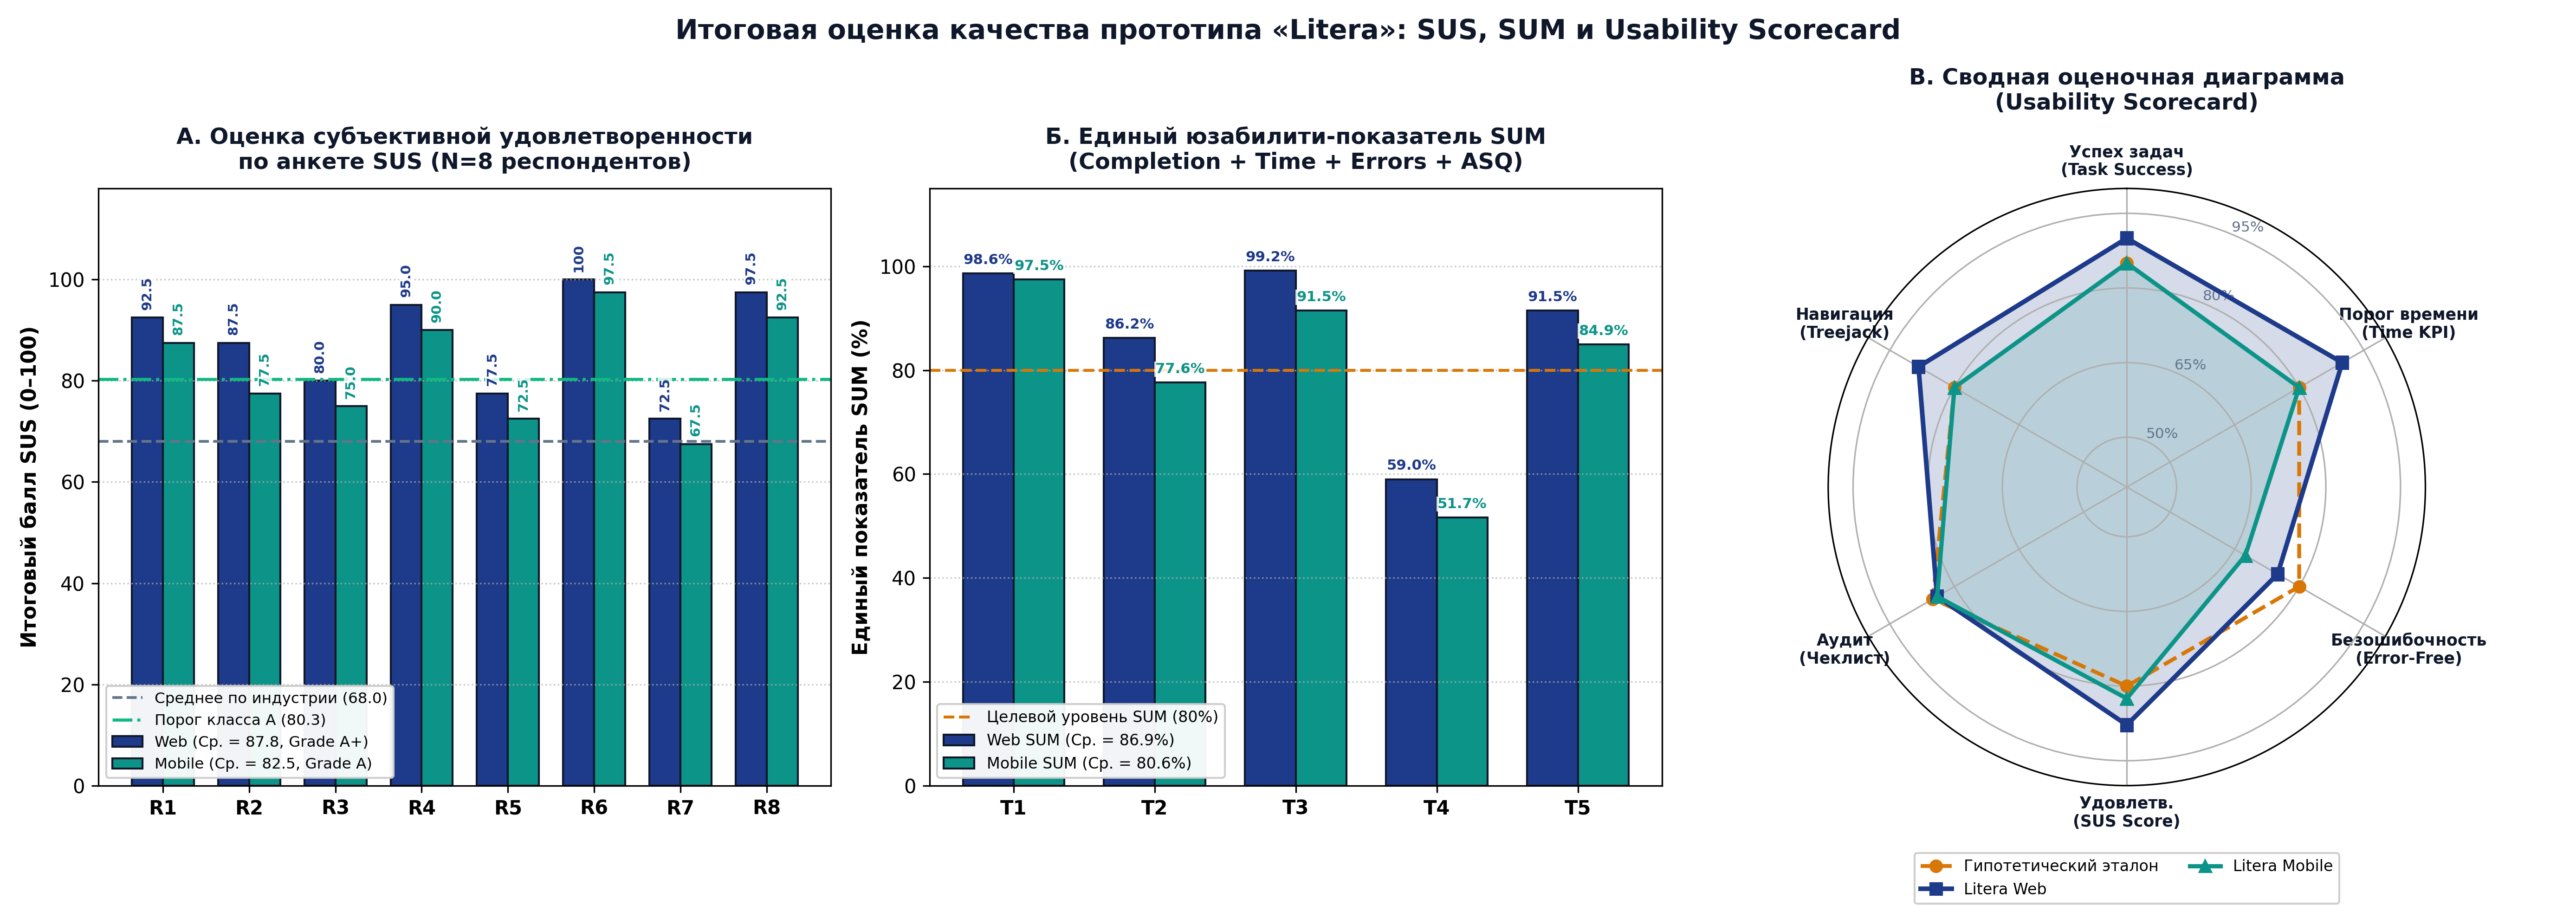 Итоговая оценка качества прототипа «Litera»: SUS, SUM и Usability Scorecard
А. Оценка субъективной удовлетворенности
по анкете SUS (N=8 респондентов)
Итоговый балл SUS (0–100)
100
80
60
40
20
0
92.5
87.5
87.5
77.5
80.0
75.0
95.0
90.0
77.5
72.5
100
97.5
72.5
67.5
97.5
92.5
Среднее по индустрии (68.0)
Порог класса А (80.3)
Web (Ср. = 87.8, Grade A+)
Mobile (Ср. = 82.5, Grade A)
R1
R2
R3
R4
R5
R6
R7
R8
Б. Единый юзабилити-показатель SUM
(Completion + Time + Errors + ASQ)
Единый показатель SUM (%)
100
80
60
40
20
0
98.6%
97.5%
86.2%
77.6%
99.2%
91.5%
59.0%
51.7%
91.5%
84.9%
Целевой уровень SUM (80%)
Web SUM (Ср. = 86.9%)
Mobile SUM (Ср. = 80.6%)
T1
T2
T3
T4
T5
В. Сводная оценочная диаграмма
(Usability Scorecard)
Успех задач
(Task Success)
95%
80%
65%
50%
Навигация
(Treejack)
Порог времени
(Time KPI)
Аудит
(Чеклист)
Безошибочность
(Error-Free)
Удовлетв.
(SUS Score)
Гипотетический эталон
Litera Web
Litera Mobile